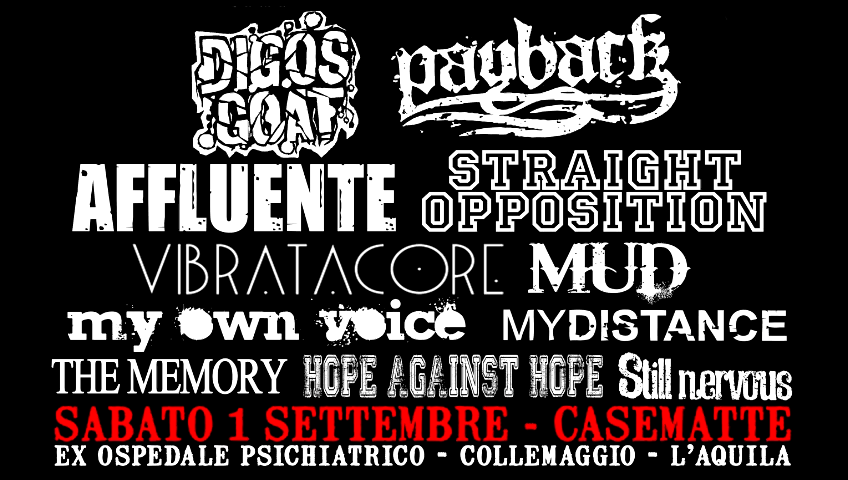 DIGOS GOAT
payback
AFFLUENTE
STRAIGHT OPPOSITION
VIBRATACORE MUD
my own voice MYDISTANCE
THE MEMORY HOPE AGAINST HOPE Still nervous
SABATO 1 SETTEMBRE - CASEMATTE
EX OSPEDALE PSICHIATRICO - COLLEMAGGIO - L'AQUILA